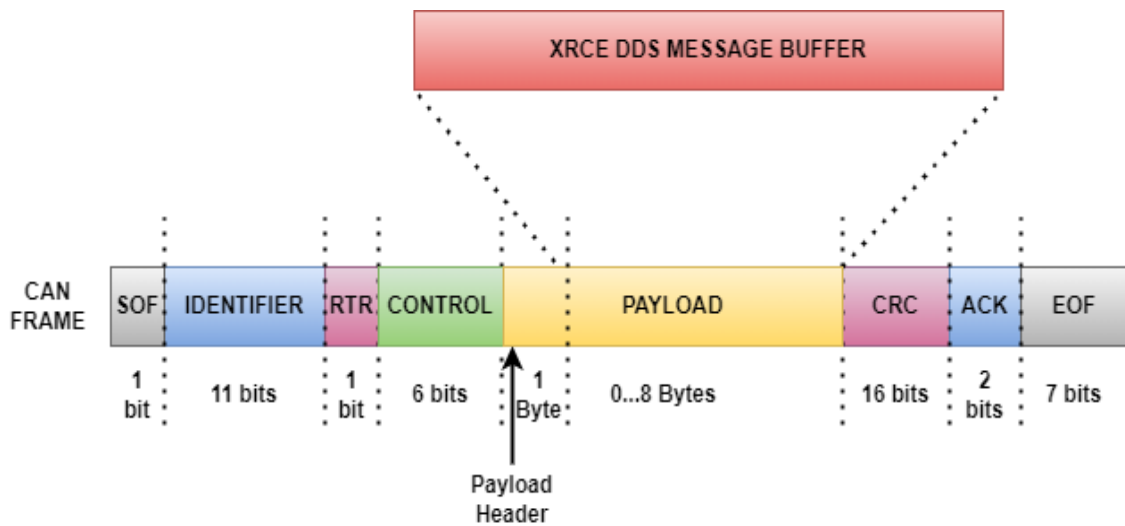 XRCE DDS MESSAGE BUFFER
CAN
FRAME
SOF IDENTIFIER RTR CONTROL PAYLOAD CRC ACK EOF
1
bit
11 bits
1
bit
6 bits
1
Byte
0...8 Bytes
16 bits
2
bits
7 bits
Payload
Header